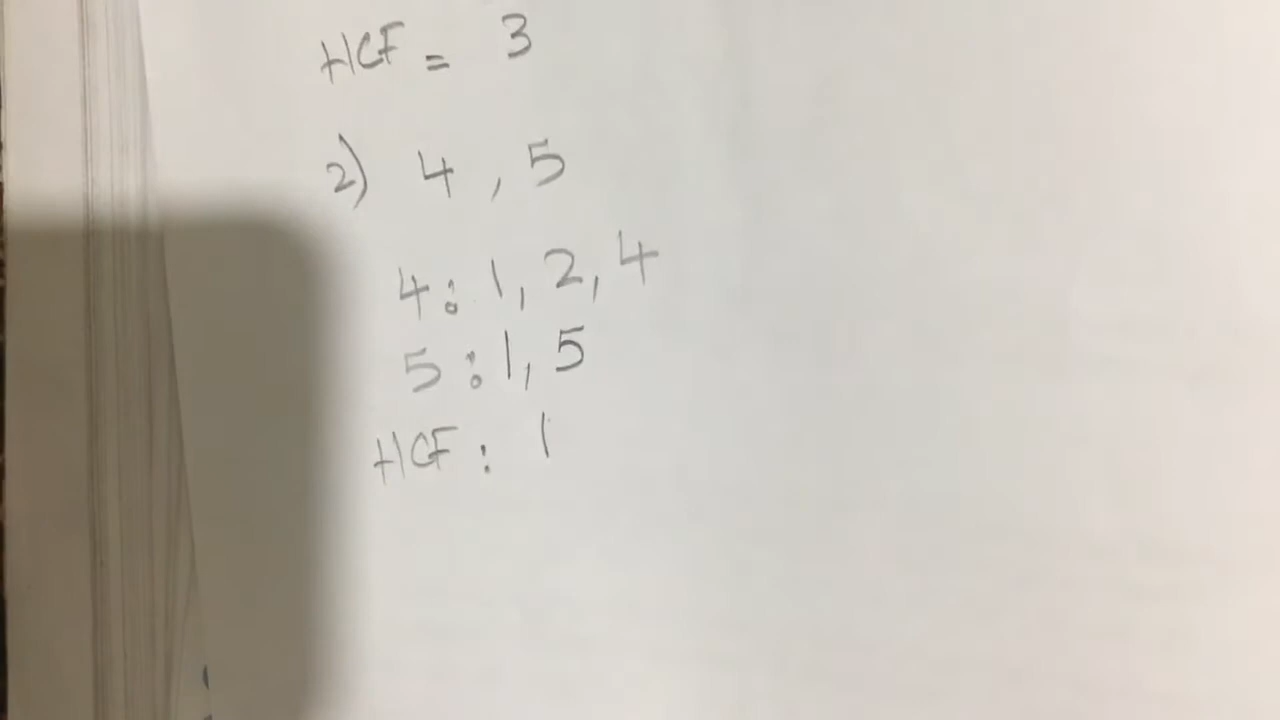 HCF = 3
2) 4 , 5
4 : 1, 2, 4
5 : 1, 5
HCF : 1